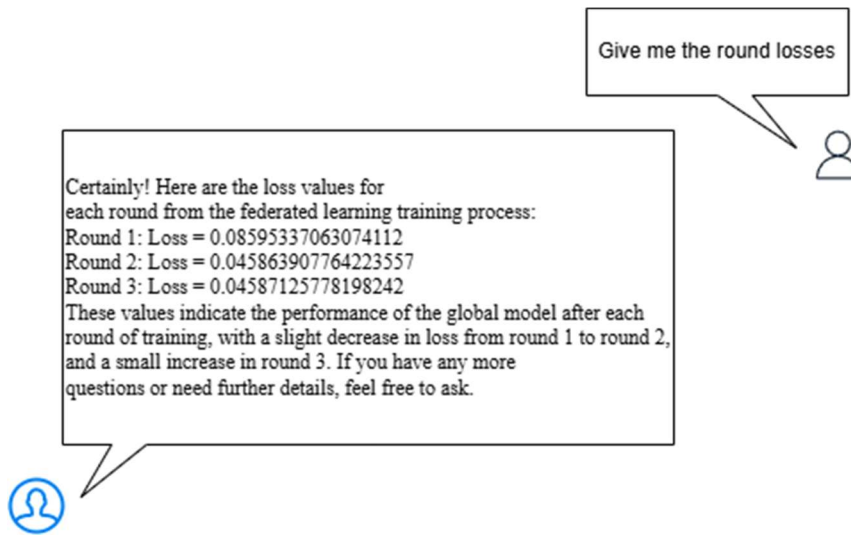 Give me the round losses
Certainly! Here are the loss values for
each round from the federated learning training process:
Round 1: Loss = 0.08595337063074112
Round 2: Loss = 0.045863907764223557
Round 3: Loss = 0.04587125778198242
These values indicate the performance of the global model after each
round of training, with a slight decrease in loss from round 1 to round 2,
and a small increase in round 3. If you have any more
questions or need further details, feel free to ask.